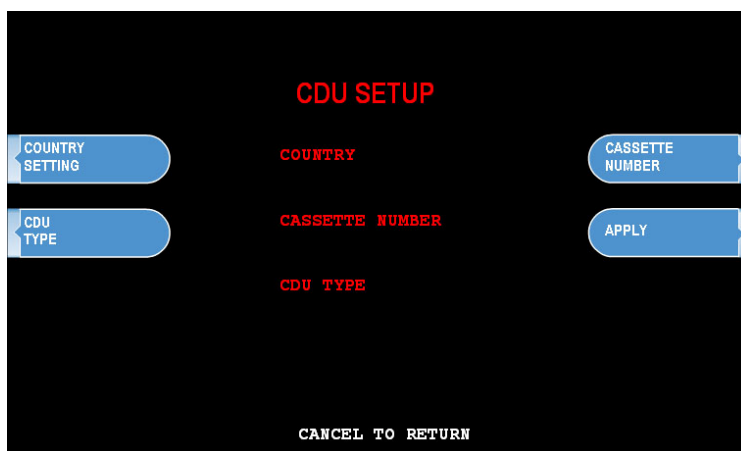 CDU SETUP
COUNTRY
SETTING
COUNTRY
CASSETTE
NUMBER
CDU
TYPE
CASSETTE NUMBER
APPLY
CDU TYPE
CANCEL TO RETURN